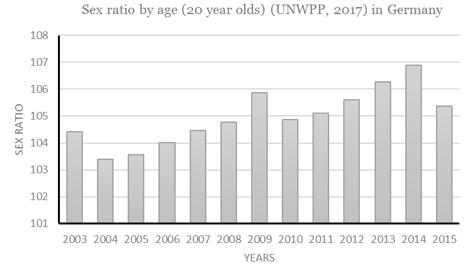 Sex ratio by age (20 year olds) (UNWPP, 2017) in Germany
108
107
106
105
104
103
102
101
SEX RATIO
2003 2004 2005 2006 2007 2008 2009 2010 2011 2012 2013 2014 2015
YEARS